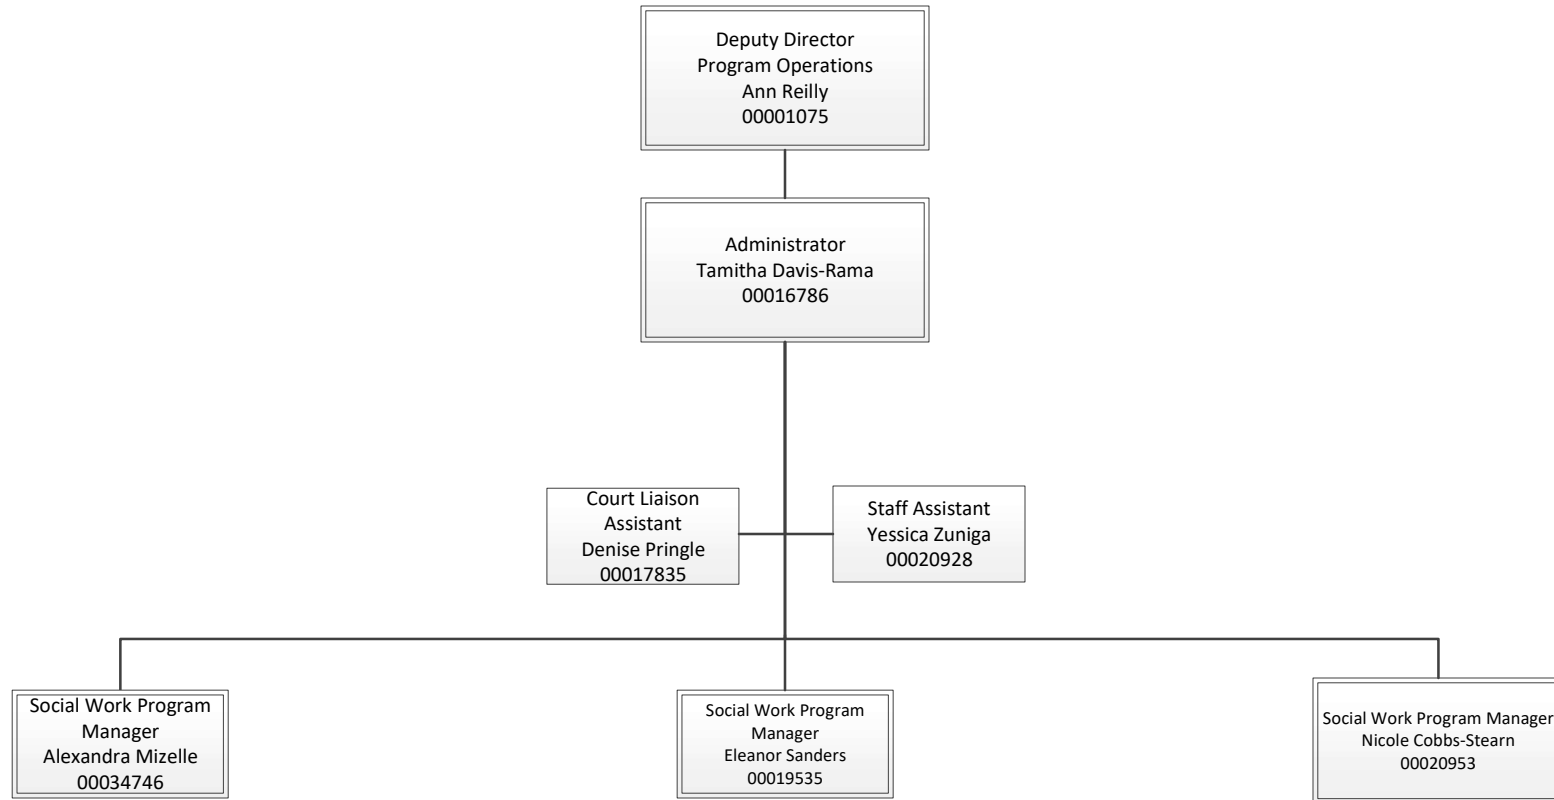 Deputy Director
Program Operations
Ann Reilly
00001075
Administrator
Tamitha Davis-Rama
00016786
Court Liaison
Assistant
Denise Pringle
00017835
Staff Assistant
Yessica Zuniga
00020928
Social Work Program
Manager
Alexandra Mizelle
00034746
Social Work Program
Manager
Eleanor Sanders
00019535
Social Work Program Manager
Nicole Cobbs-Stearn
00020953